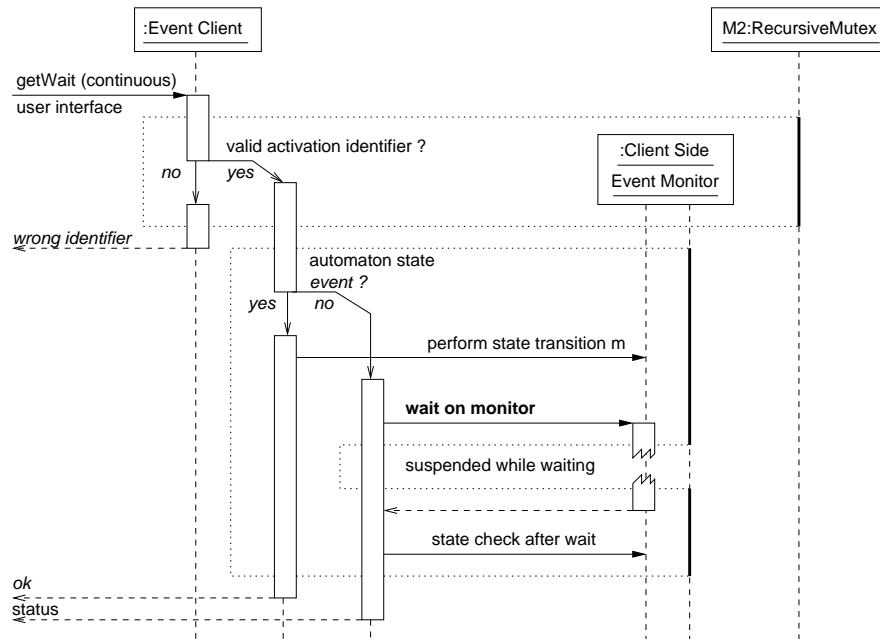 :Event Client
M2:RecursiveMutex
getWait (continuous)
user interface
valid activation identifier ?
:Client Side
Event Monitor
no
yes
wrong identifier
automaton state
event ?
yes
no
perform state transition m
wait on monitor
suspended while waiting
state check after wait
ok
status